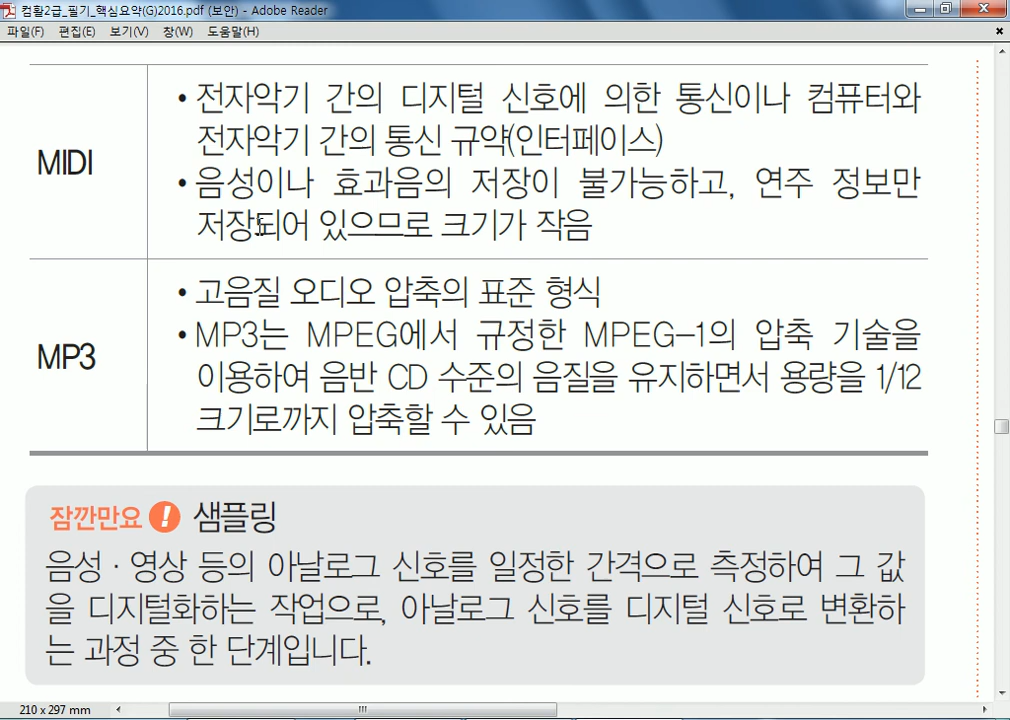 컴활2급_필기_핵심요약(G)2016.pdf (보안) - Adobe Reader
파일(F) 편집(E) 보기(V) 창(W) 도움말(H)
MIDI
• 전자악기 간의 디지털 신호에 의한 통신이나 컴퓨터와
전자악기 간의 통신 규약(인터페이스)
• 음성이나 효과음의 저장이 불가능하고, 연주 정보만
저장되어 있으므로 크기가 작음
MP3
• 고음질 오디오 압축의 표준 형식
• MP3는 MPEG에서 규정한 MPEG-1의 압축 기술을
이용하여 음반 CD 수준의 음질을 유지하면서 용량을 1/12
크기로까지 압축할 수 있음
잠깐만요 ! 샘플링
음성 · 영상 등의 아날로그 신호를 일정한 간격으로 측정하여 그 값
을 디지털화하는 작업으로, 아날로그 신호를 디지털 신호로 변환하
는 과정 중 한 단계입니다.
210 x 297 mm